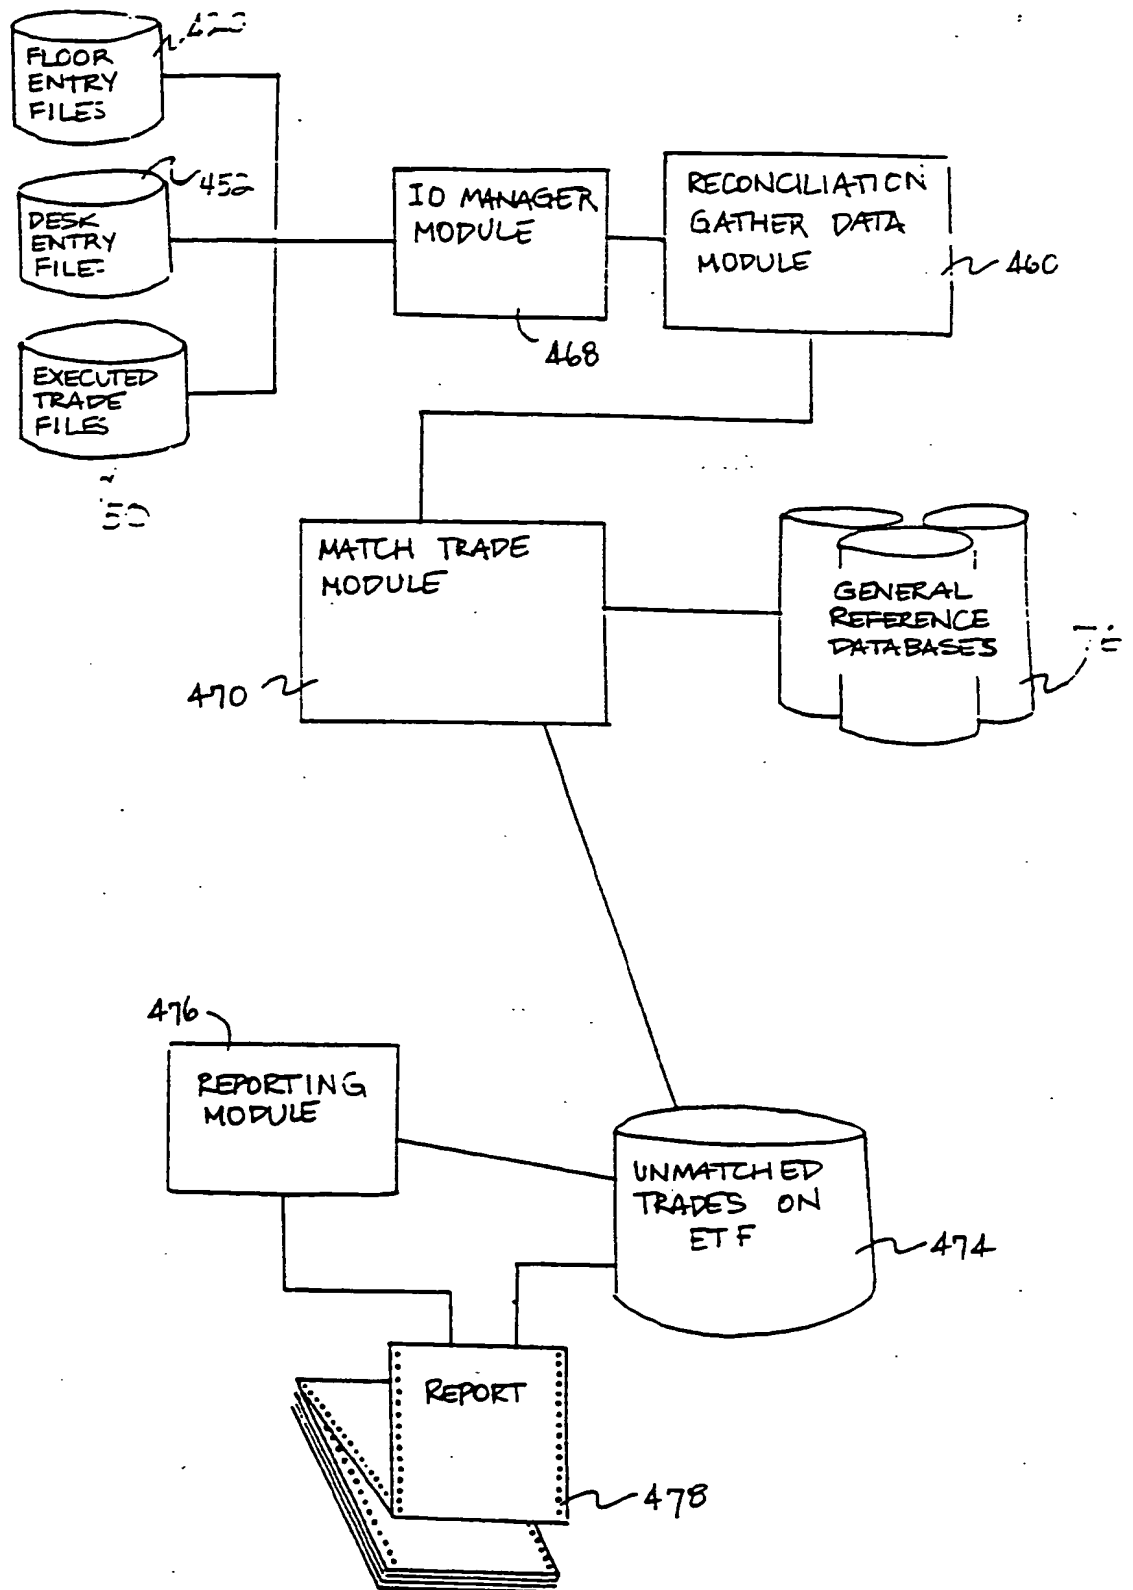 FLOOR
ENTRY
FILES
452
DESK
ENTRY
EXECUTED
TRADE
FILES
IO MANAGER
MODULE
468
RECONCILIATION
GATHER DATA
MODULE
460
MATCH TRADE
MODULE
470
GENERAL
REFERENCE
DATABASES
476
REPORTING
MODULE
UNMATCHED
TRADES ON
ETF
474
REPORT
478